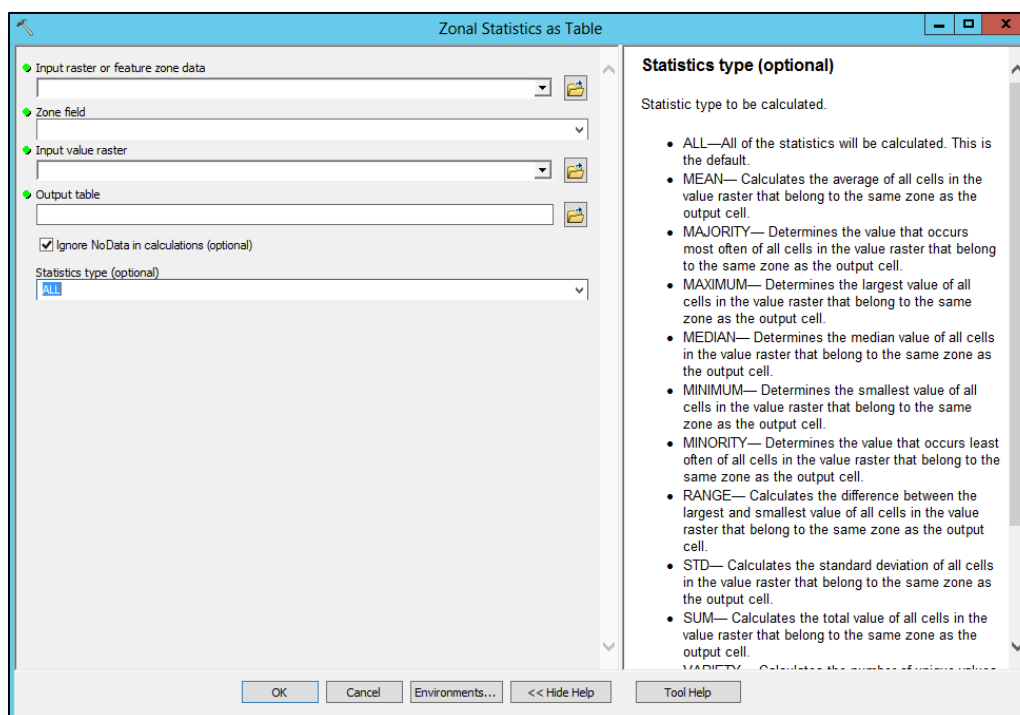 Zonal Statistics as Table
Input raster or feature zone data
Zone field
Input value raster
Output table
Ignore NoData in calculations (optional)
Statistics type (optional)
ALL
Statistics type (optional)
Statistic type to be calculated.
• ALL—All of the statistics will be calculated. This is
the default.
• MEAN— Calculates the average of all cells in the
value raster that belong to the same zone as the
output cell.
• MAJORITY— Determines the value that occurs
most often of all cells in the value raster that belong
to the same zone as the output cell.
• MAXIMUM— Determines the largest value of all
cells in the value raster that belong to the same
zone as the output cell.
• MEDIAN— Determines the median value of all cells
in the value raster that belong to the same zone as
the output cell.
• MINIMUM— Determines the smallest value of all
cells in the value raster that belong to the same
zone as the output cell.
• MINORITY— Determines the value that occurs least
often of all cells in the value raster that belong to the
same zone as the output cell.
• RANGE— Calculates the difference between the
largest and smallest value of all cells in the value
raster that belong to the same zone as the output
cell.
• STD— Calculates the standard deviation of all cells
in the value raster that belong to the same zone as
the output cell.
• SUM— Calculates the total value of all cells in the
value raster that belong to the same zone as the
output cell.
VARIETY— Calculates the number of unique values
OK
Cancel
Environments...
<< Hide Help
Tool Help